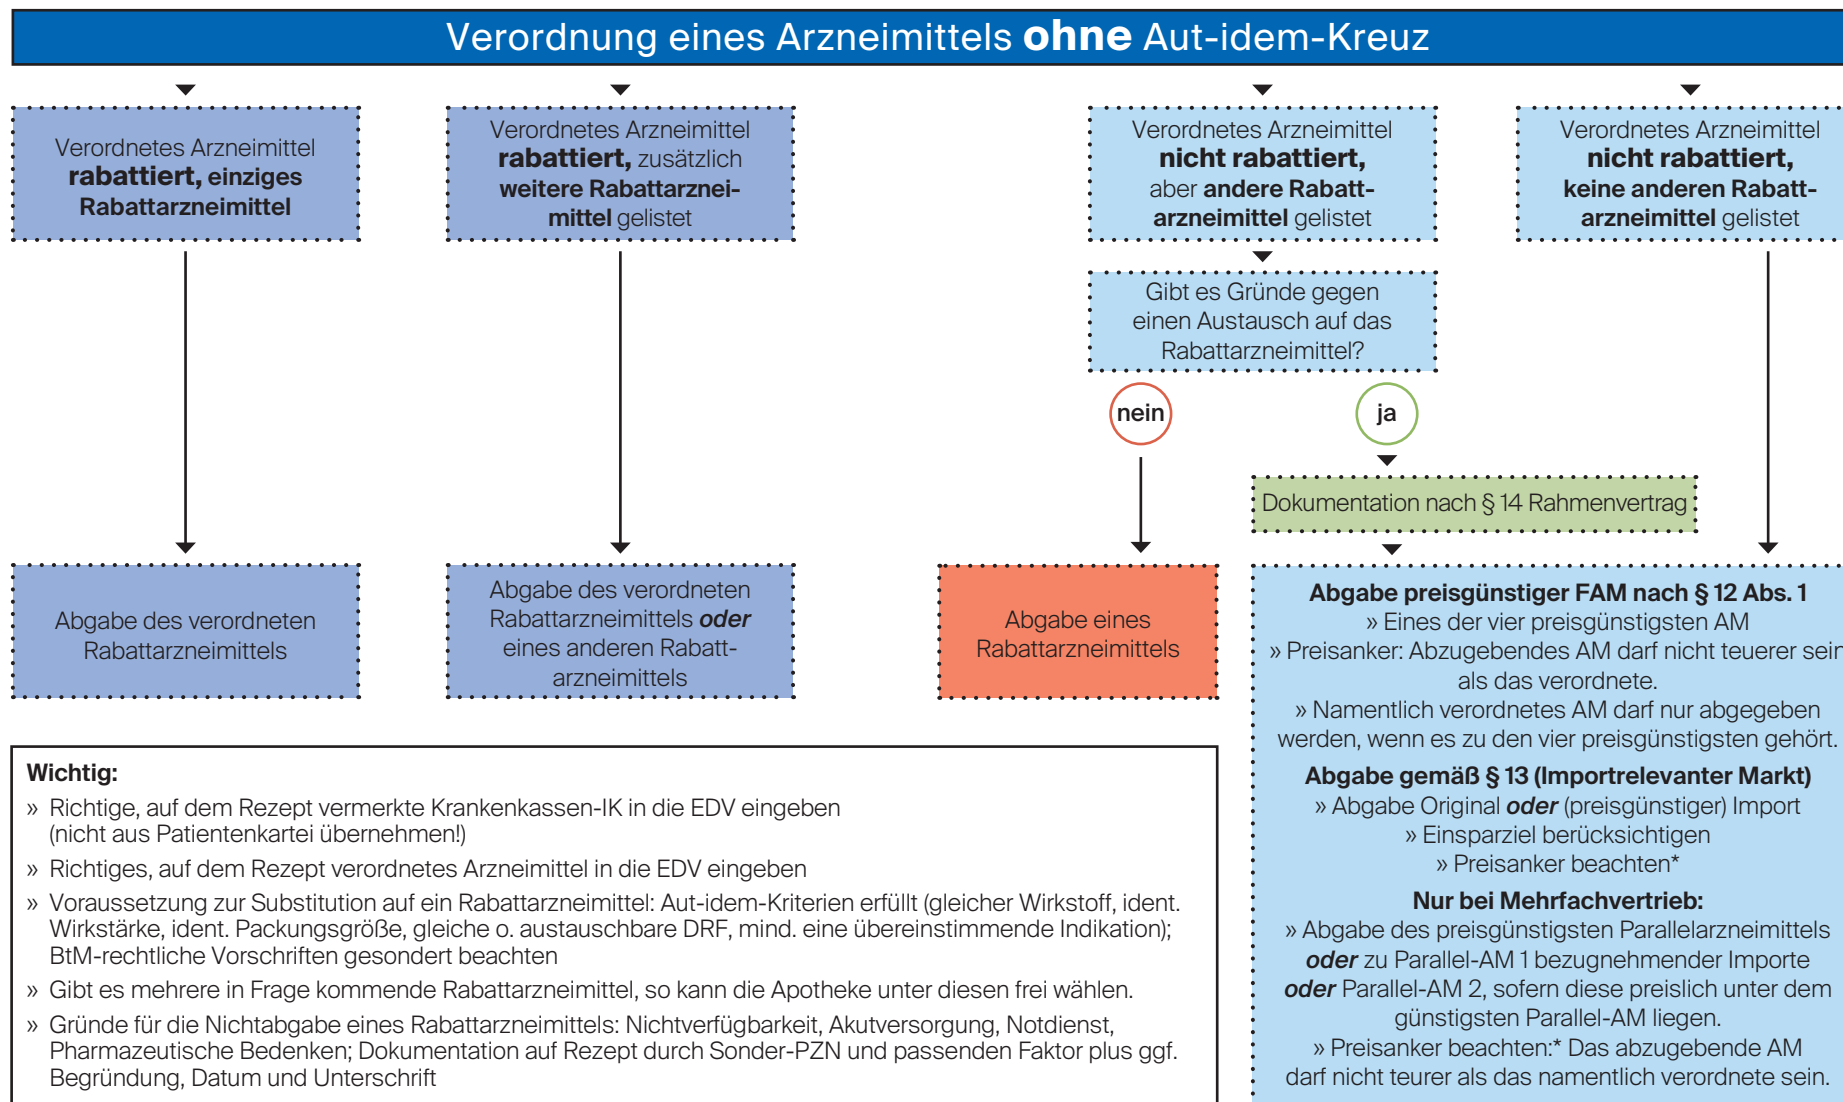 Verordnung eines Arzneimittels ohne Aut-idem-Kreuz
Verordnetes Arzneimittel
rabattiert, einziges
Rabattarzneimittel
Verordnetes Arzneimittel
rabattiert, zusätzlich
weitere Rabattarznei-
mittel gelistet
Verordnetes Arzneimittel
nicht rabattiert,
aber andere Rabatt-
arzneimittel gelistet
Verordnetes Arzneimittel
nicht rabattiert,
keine anderen Rabatt-
arzneimittel gelistet
Gibt es Gründe gegen
einen Austausch auf das
Rabattarzneimittel?
nein
ja
Dokumentation nach § 14 Rahmenvertrag
Abgabe des verordneten
Rabattarzneimittels
Abgabe des verordneten
Rabattarzneimittels oder
eines anderen Rabatt-
arzneimittels
Abgabe eines
Rabattarzneimittels
Abgabe preisgünstiger FAM nach § 12 Abs. 1
» Eines der vier preisgünstigsten AM
» Preisanker: Abzugebendes AM darf nicht teuerer sein
als das verordnete.
» Namentlich verordnetes AM darf nur abgegeben
werden, wenn es zu den vier preisgünstigsten gehört.
Abgabe gemäß § 13 (Importrelevanter Markt)
» Abgabe Original oder (preisgünstiger) Import
» Einsparziel berücksichtigen
» Preisanker beachten*
Nur bei Mehrfachvertrieb:
» Abgabe des preisgünstigsten Parallelarzneimittels
oder zu Parallel-AM 1 bezugnehmender Importe
oder Parallel-AM 2, sofern diese preislich unter dem
günstigsten Parallel-AM liegen.
» Preisanker beachten:* Das abzugebende AM
darf nicht teurer als das namentlich verordnete sein.
Wichtig:
» Richtige, auf dem Rezept vermerkte Krankenkassen-IK in die EDV eingeben
(nicht aus Patientenkartei übernehmen!)
» Richtiges, auf dem Rezept verordnetes Arzneimittel in die EDV eingeben
» Voraussetzung zur Substitution auf ein Rabattarzneimittel: Aut-idem-Kriterien erfüllt (gleicher Wirkstoff, ident.
Wirkstärke, ident. Packungsgröße, gleiche o. austauschbare DRF, mind. eine übereinstimmende Indikation);
BtM-rechtliche Vorschriften gesondert beachten
» Gibt es mehrere in Frage kommende Rabattarzneimittel, so kann die Apotheke unter diesen frei wählen.
» Gründe für die Nichtabgabe eines Rabattarzneimittels: Nichtverfügbarkeit, Akutversorgung, Notdienst,
Pharmazeutische Bedenken; Dokumentation auf Rezept durch Sonder-PZN und passenden Faktor plus ggf.
Begründung, Datum und Unterschrift